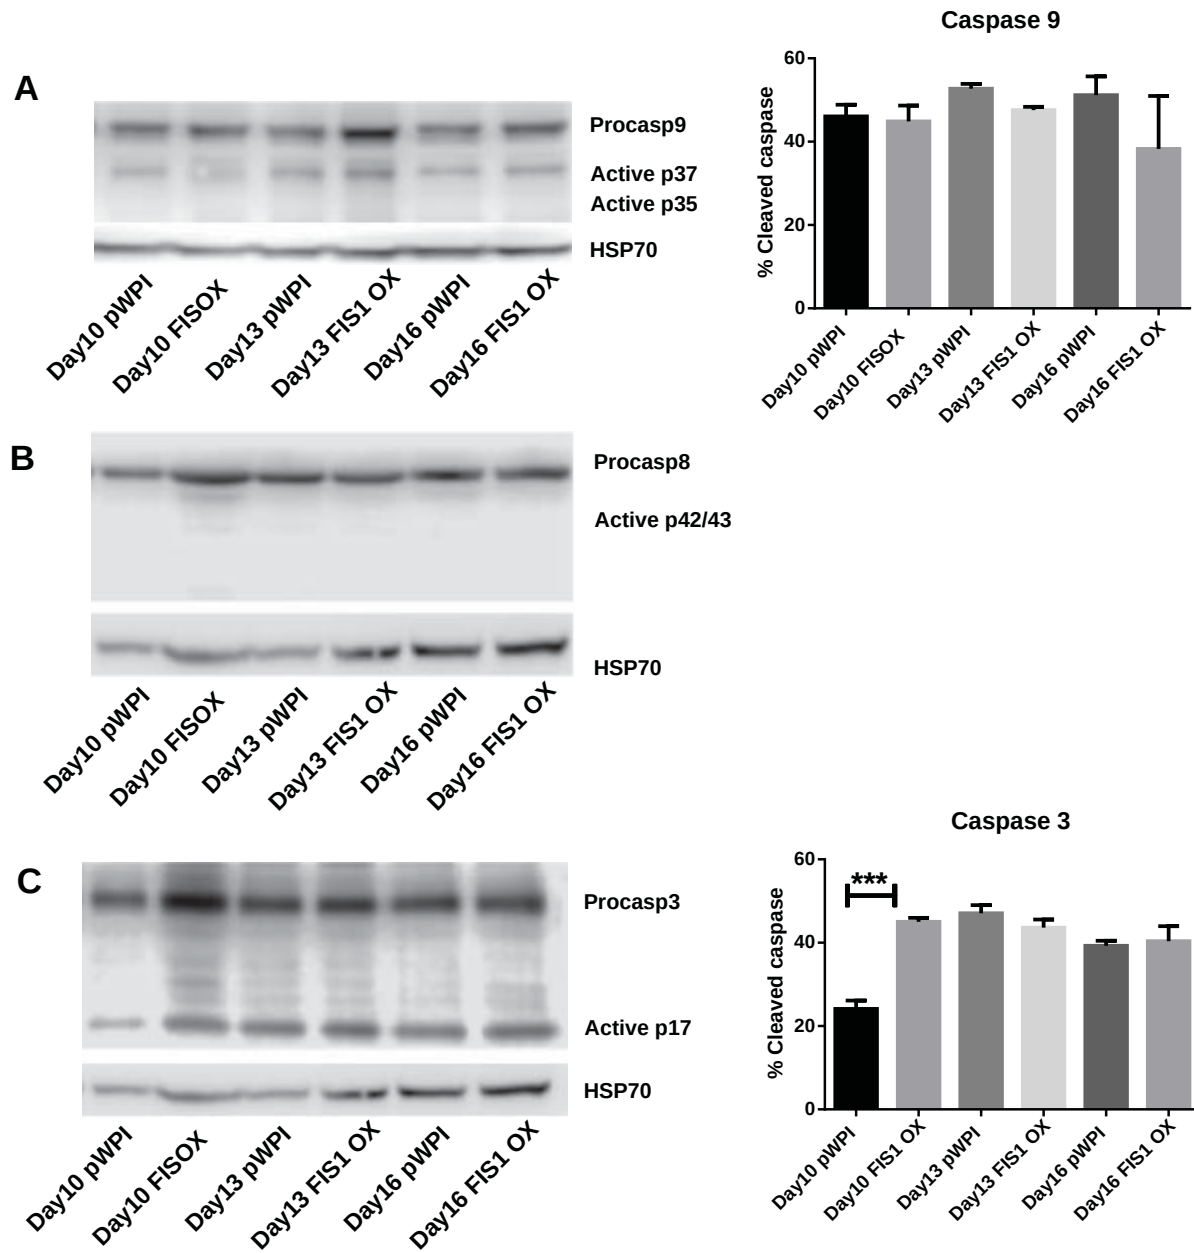 A
Procasp9
Active p37
Active p35
HSP70
Day10 pWPI
Day10 FISOX
Day13 pWPI
Day13 FIS1 OX
Day16 pWPI
Day16 FIS1 OX
Caspase 9
% Cleaved caspase
60
40
20
0
Day10 pWPI
Day10 FISOX
Day13 pWPI
Day13 FIS1 OX
Day16 pWPI
Day16 FIS1 OX
B
Procasp8
Active p42/43
HSP70
Day10 pWPI
Day10 FISOX
Day13 pWPI
Day13 FIS1 OX
Day16 pWPI
Day16 FIS1 OX
C
Procasp3
Active p17
HSP70
Day10 pWPI
Day10 FISOX
Day13 pWPI
Day13 FIS1 OX
Day16 pWPI
Day16 FIS1 OX
Caspase 3
% Cleaved caspase
60
40
20
0
***
Day10 pWPI
Day10 FIS1 OX
Day13 pWPI
Day13 FIS1 OX
Day16 pWPI
Day16 FIS1 OX